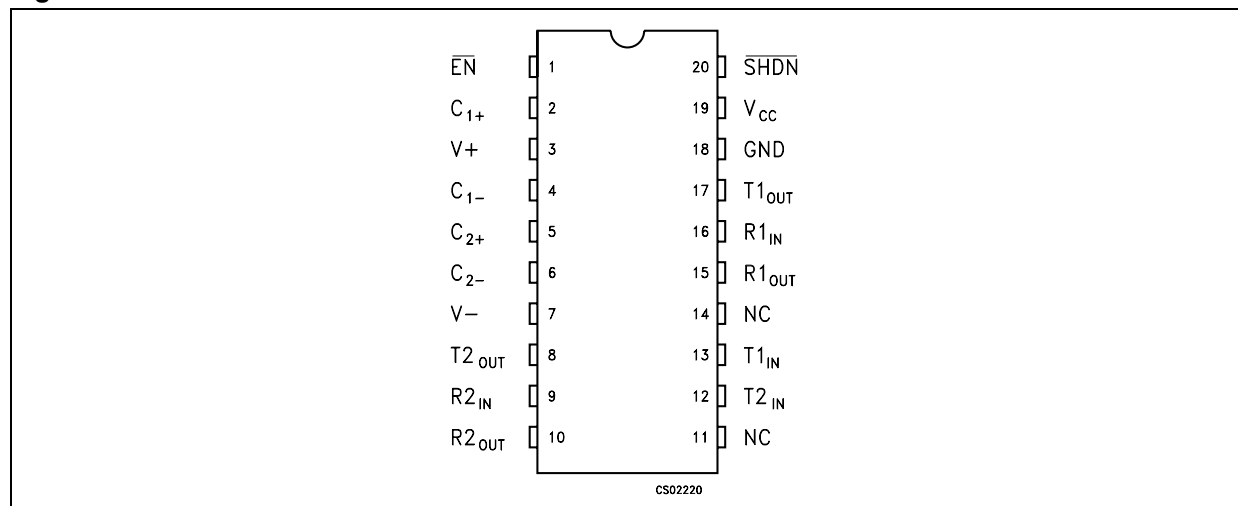 EN 1 20 SHDN
C1+ 2 19 VCC
V+ 3 18 GND
C1- 4 17 T1OUT
C2+ 5 16 R1IN
C2- 6 15 R1OUT
V- 7 14 NC
T2OUT 8 13 T1IN
R2IN 9 12 T2IN
R2OUT 10 11 NC
CS02220